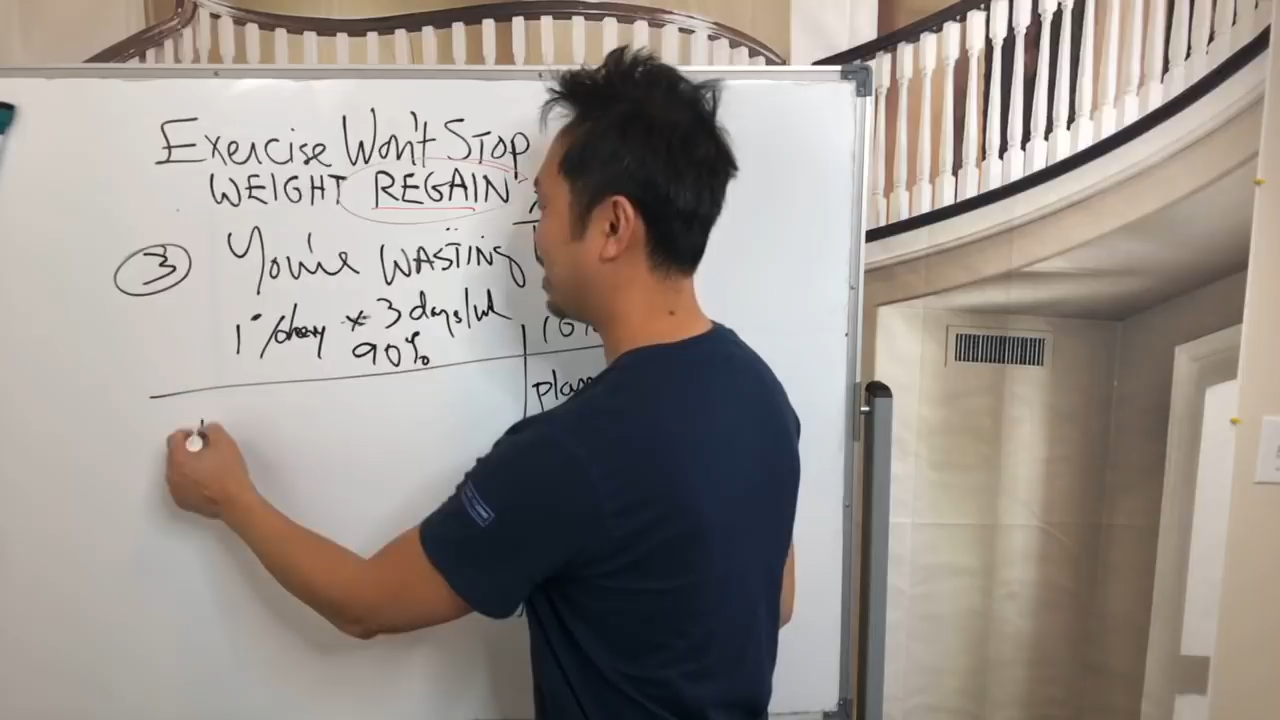 Exercise Won't Stop
WEIGHT REGAIN
3 You're WASTING
1°/day × 3 days/wk
90%